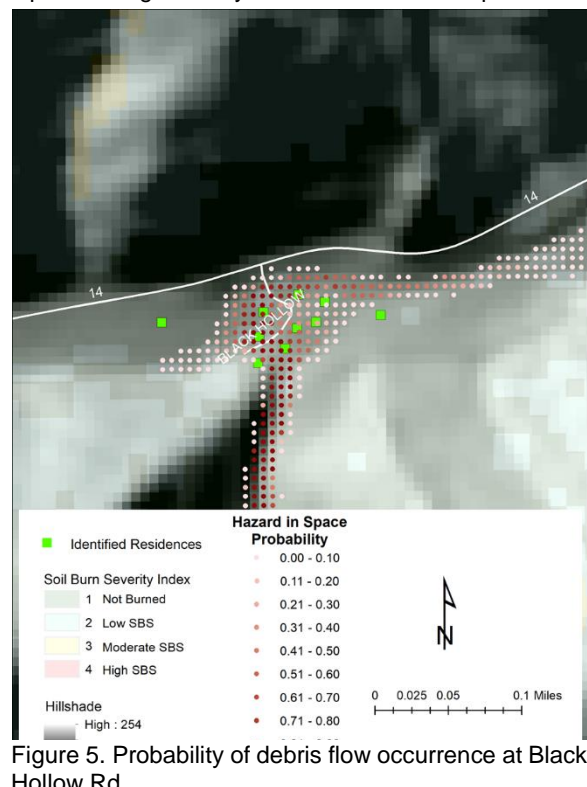 14
14
BLACK HOLLOW
Identified Residences
Soil Burn Severity Index
1 Not Burned
2 Low SBS
3 Moderate SBS
4 High SBS
Hillshade
High : 254
Hazard in Space
Probability
0.00 - 0.10
0.11 - 0.20
0.21 - 0.30
0.31 - 0.40
0.41 - 0.50
0.51 - 0.60
0.61 - 0.70
0.71 - 0.80
N
0 0.025 0.05 0.1 Miles
Figure 5. Probability of debris flow occurrence at Black
Hollow Rd